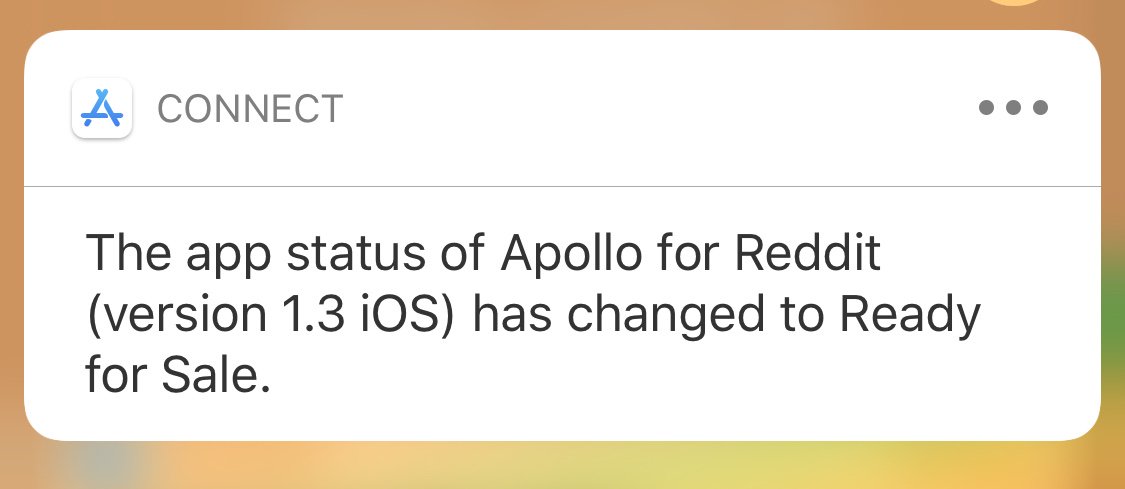 CONNECT
The app status of Apollo for Reddit
(version 1.3 iOS) has changed to Ready
for Sale.